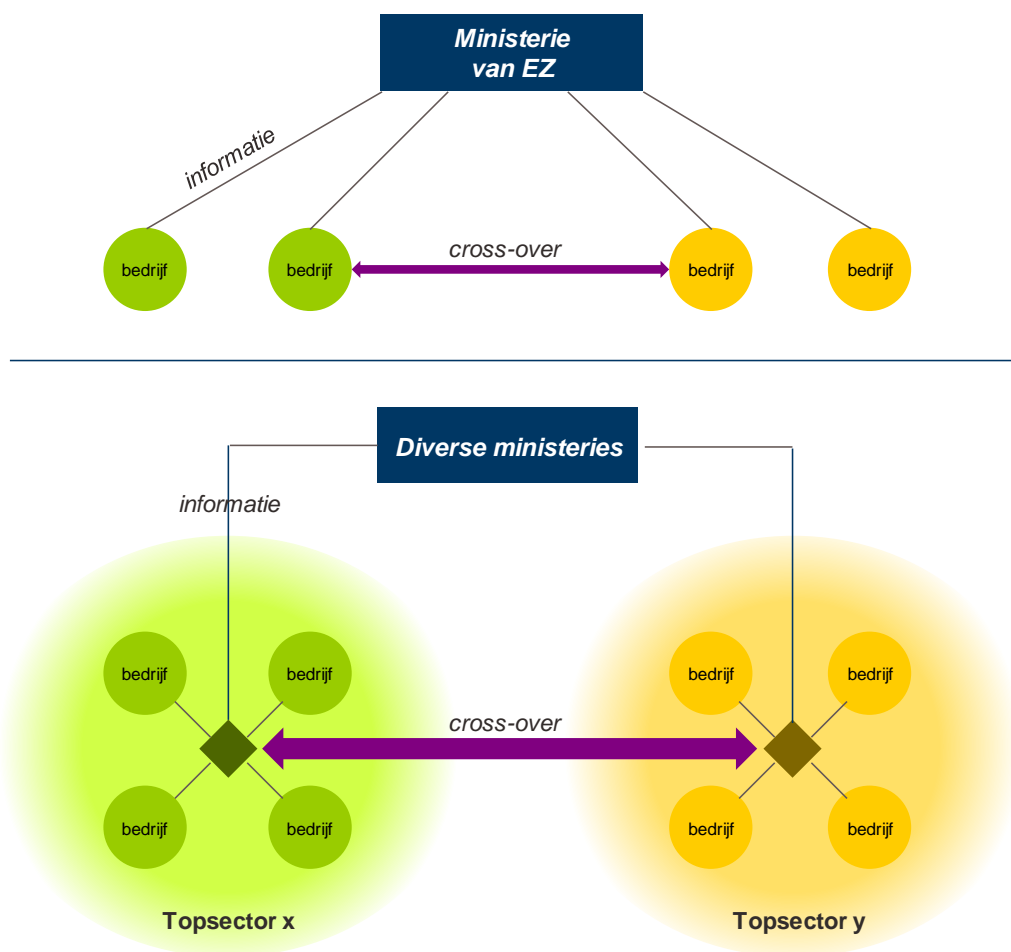 Ministerie
van EZ
informatie
cross-over
bedrijf
bedrijf
bedrijf
bedrijf
Diverse ministeries
informatie
bedrijf
bedrijf
bedrijf
bedrijf
cross-over
bedrijf
bedrijf
bedrijf
bedrijf
Topsector x
Topsector y